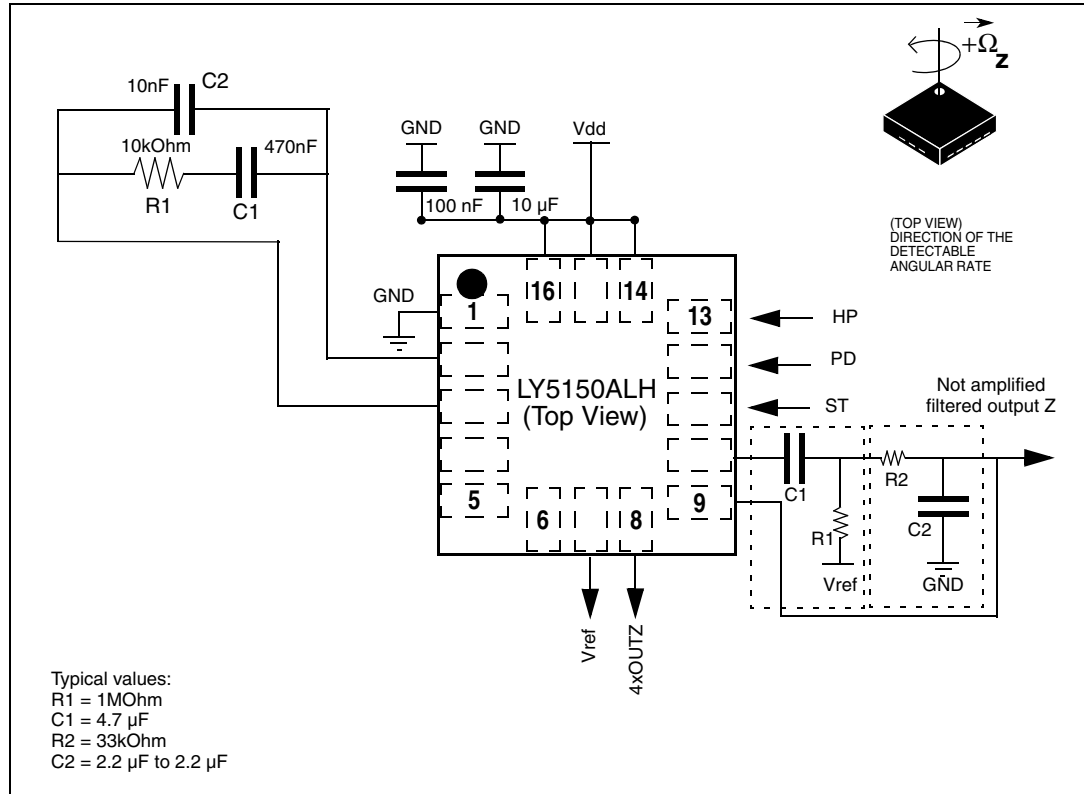 +Ωz
10nF
C2
10kOhm
470nF
R1
C1
GND
GND
Vdd
100 nF
10 µF
(TOP VIEW)
DIRECTION OF THE
DETECTABLE
ANGULAR RATE
GND
1
16
14
13
HP
PD
LY5150ALH
(Top View)
ST
Not amplified
filtered output Z
5
6
8
9
C1
R2
R1
C2
Vref
GND
Vref
4xOUTZ
Typical values:
R1 = 1MOhm
C1 = 4.7 µF
R2 = 33kOhm
C2 = 2.2 µF to 2.2 µF